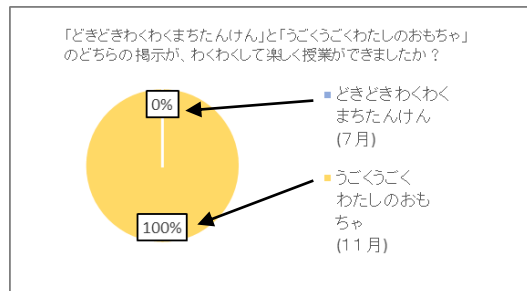 「どきどきわくわくまちたんけん」と「うごくうごくわたしのおもちゃ」
のどちらの掲示が、わくわくして楽しく授業ができましたか？
0%
どきどきわくわく
まちたんけん
(7月)
うごくうごく
わたしのおも
ちゃ
(11月)
100%